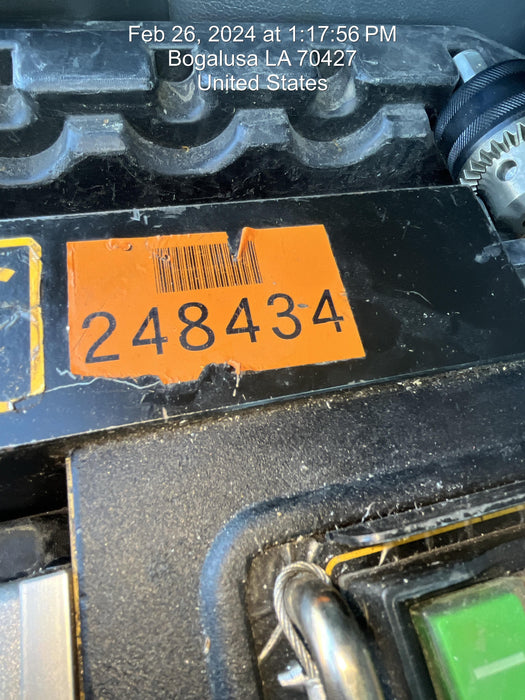 Feb 26, 2024 at 1:17:56 PM
Bogalusa LA 70427
United States
248434